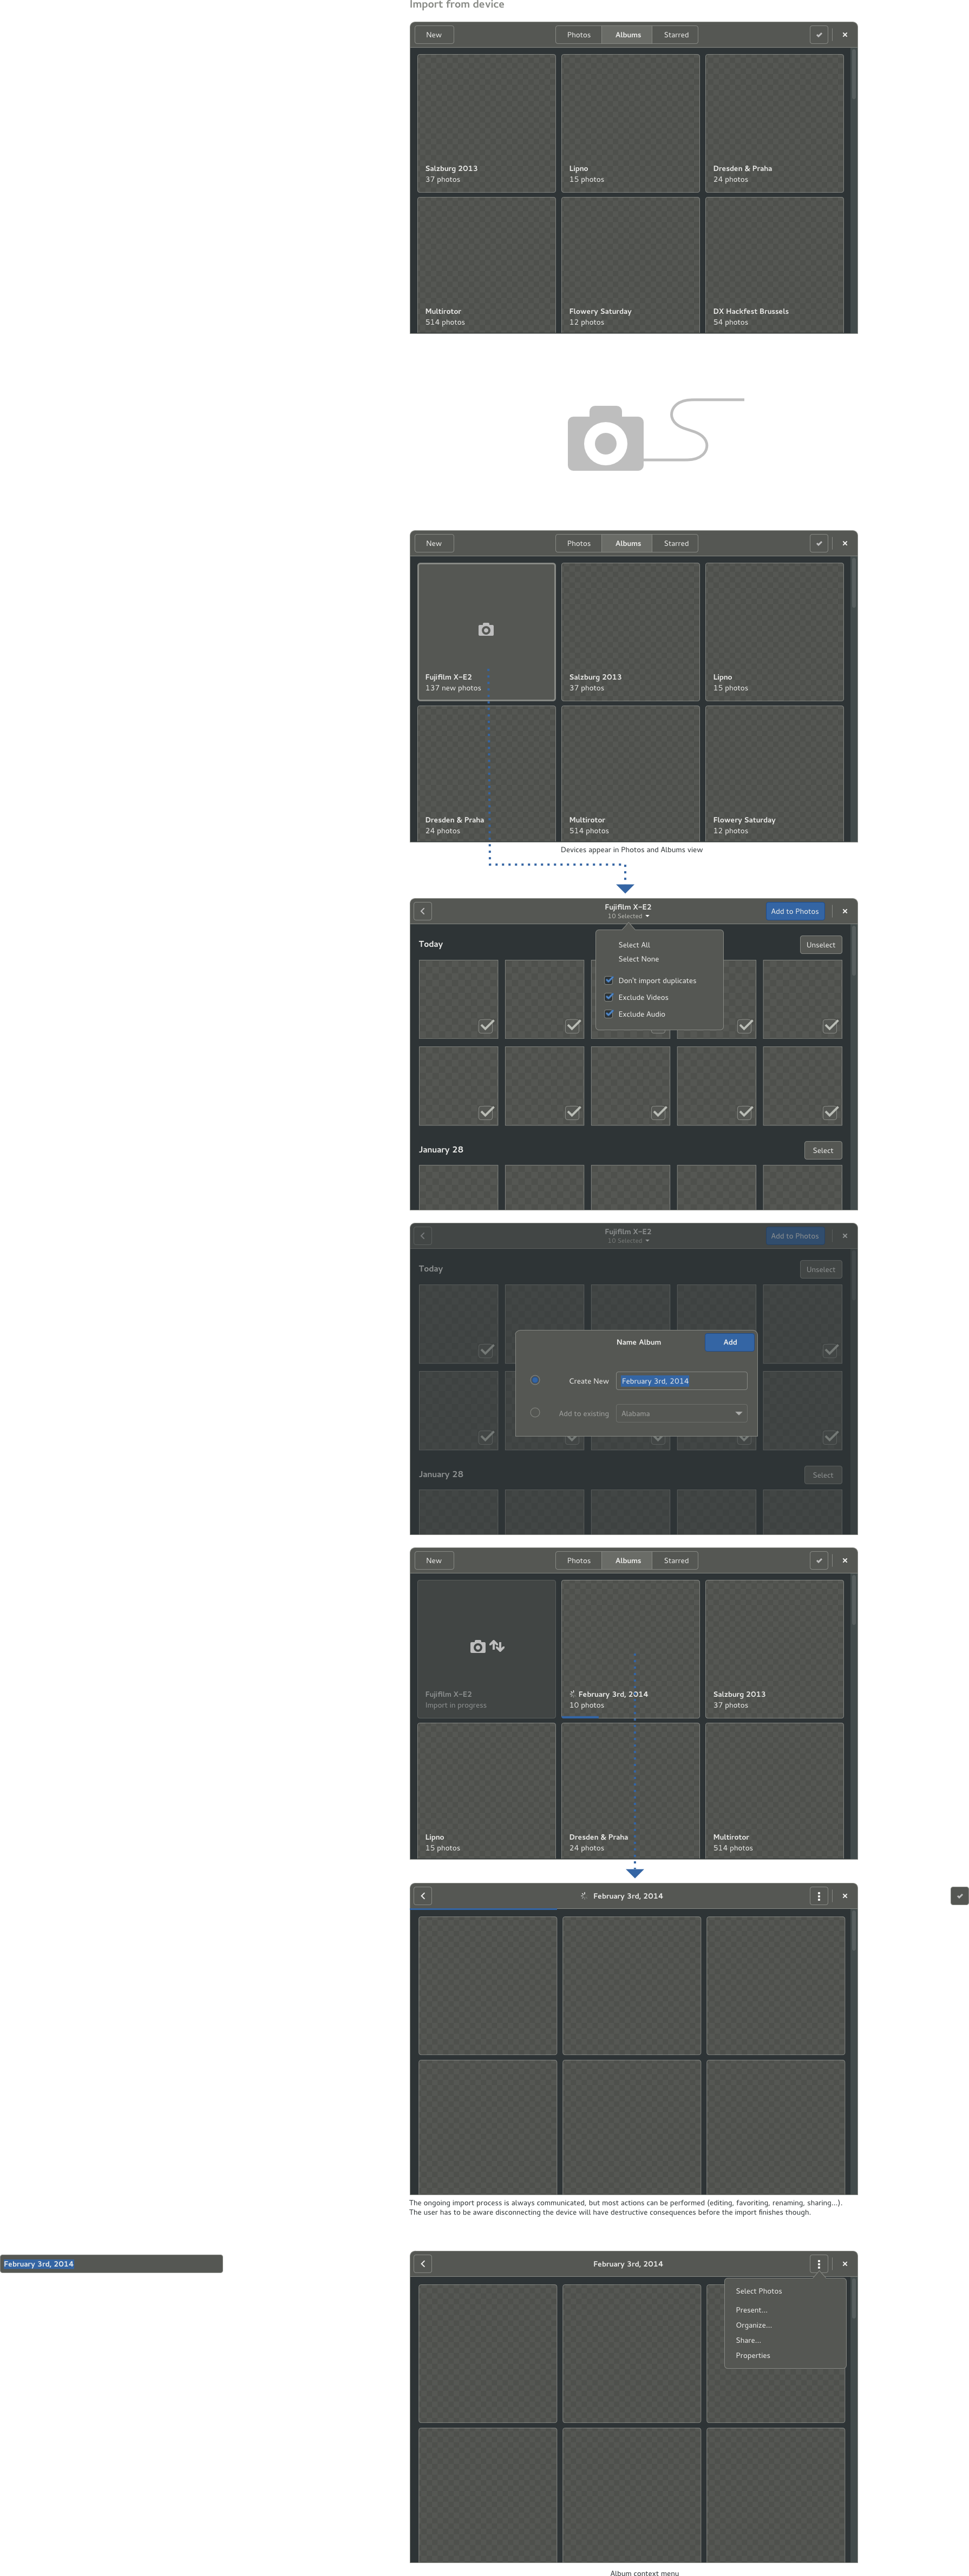 Import from device
New
Photos Albums Starred
Salzburg 2013
37 photos
Lipno
15 photos
Dresden & Praha
24 photos
Multirotor
514 photos
Flowery Saturday
12 photos
DX Hackfest Brussels
54 photos
New
Photos Albums Starred
Fujifilm X-E2
137 new photos
Salzburg 2013
37 photos
Lipno
15 photos
Dresden & Praha
24 photos
Multirotor
514 photos
Flowery Saturday
12 photos
Devices appear in Photos and Albums view
Fujifilm X-E2
10 Selected
Add to Photos
Today
Unselect
Select All
Select None
Don't import duplicates
Exclude Videos
Exclude Audio
January 28
Select
Fujifilm X-E2
10 Selected
Add to Photos
Today
Unselect
Name Album
Add
Create New
February 3rd, 2014
Add to existing
Alabama
January 28
Select
New
Photos Albums Starred
Fujifilm X-E2
Import in progress
February 3rd, 2014
10 photos
Salzburg 2013
37 photos
Lipno
15 photos
Dresden & Praha
24 photos
Multirotor
514 photos
February 3rd, 2014
The ongoing import process is always communicated, but most actions can be performed (editing, favoriting, renaming, sharing...).
The user has to be aware disconnecting the device will have destructive consequences before the import finishes though.
February 3rd, 2014
February 3rd, 2014
Select Photos
Present...
Organize...
Share...
Properties
Album context menu